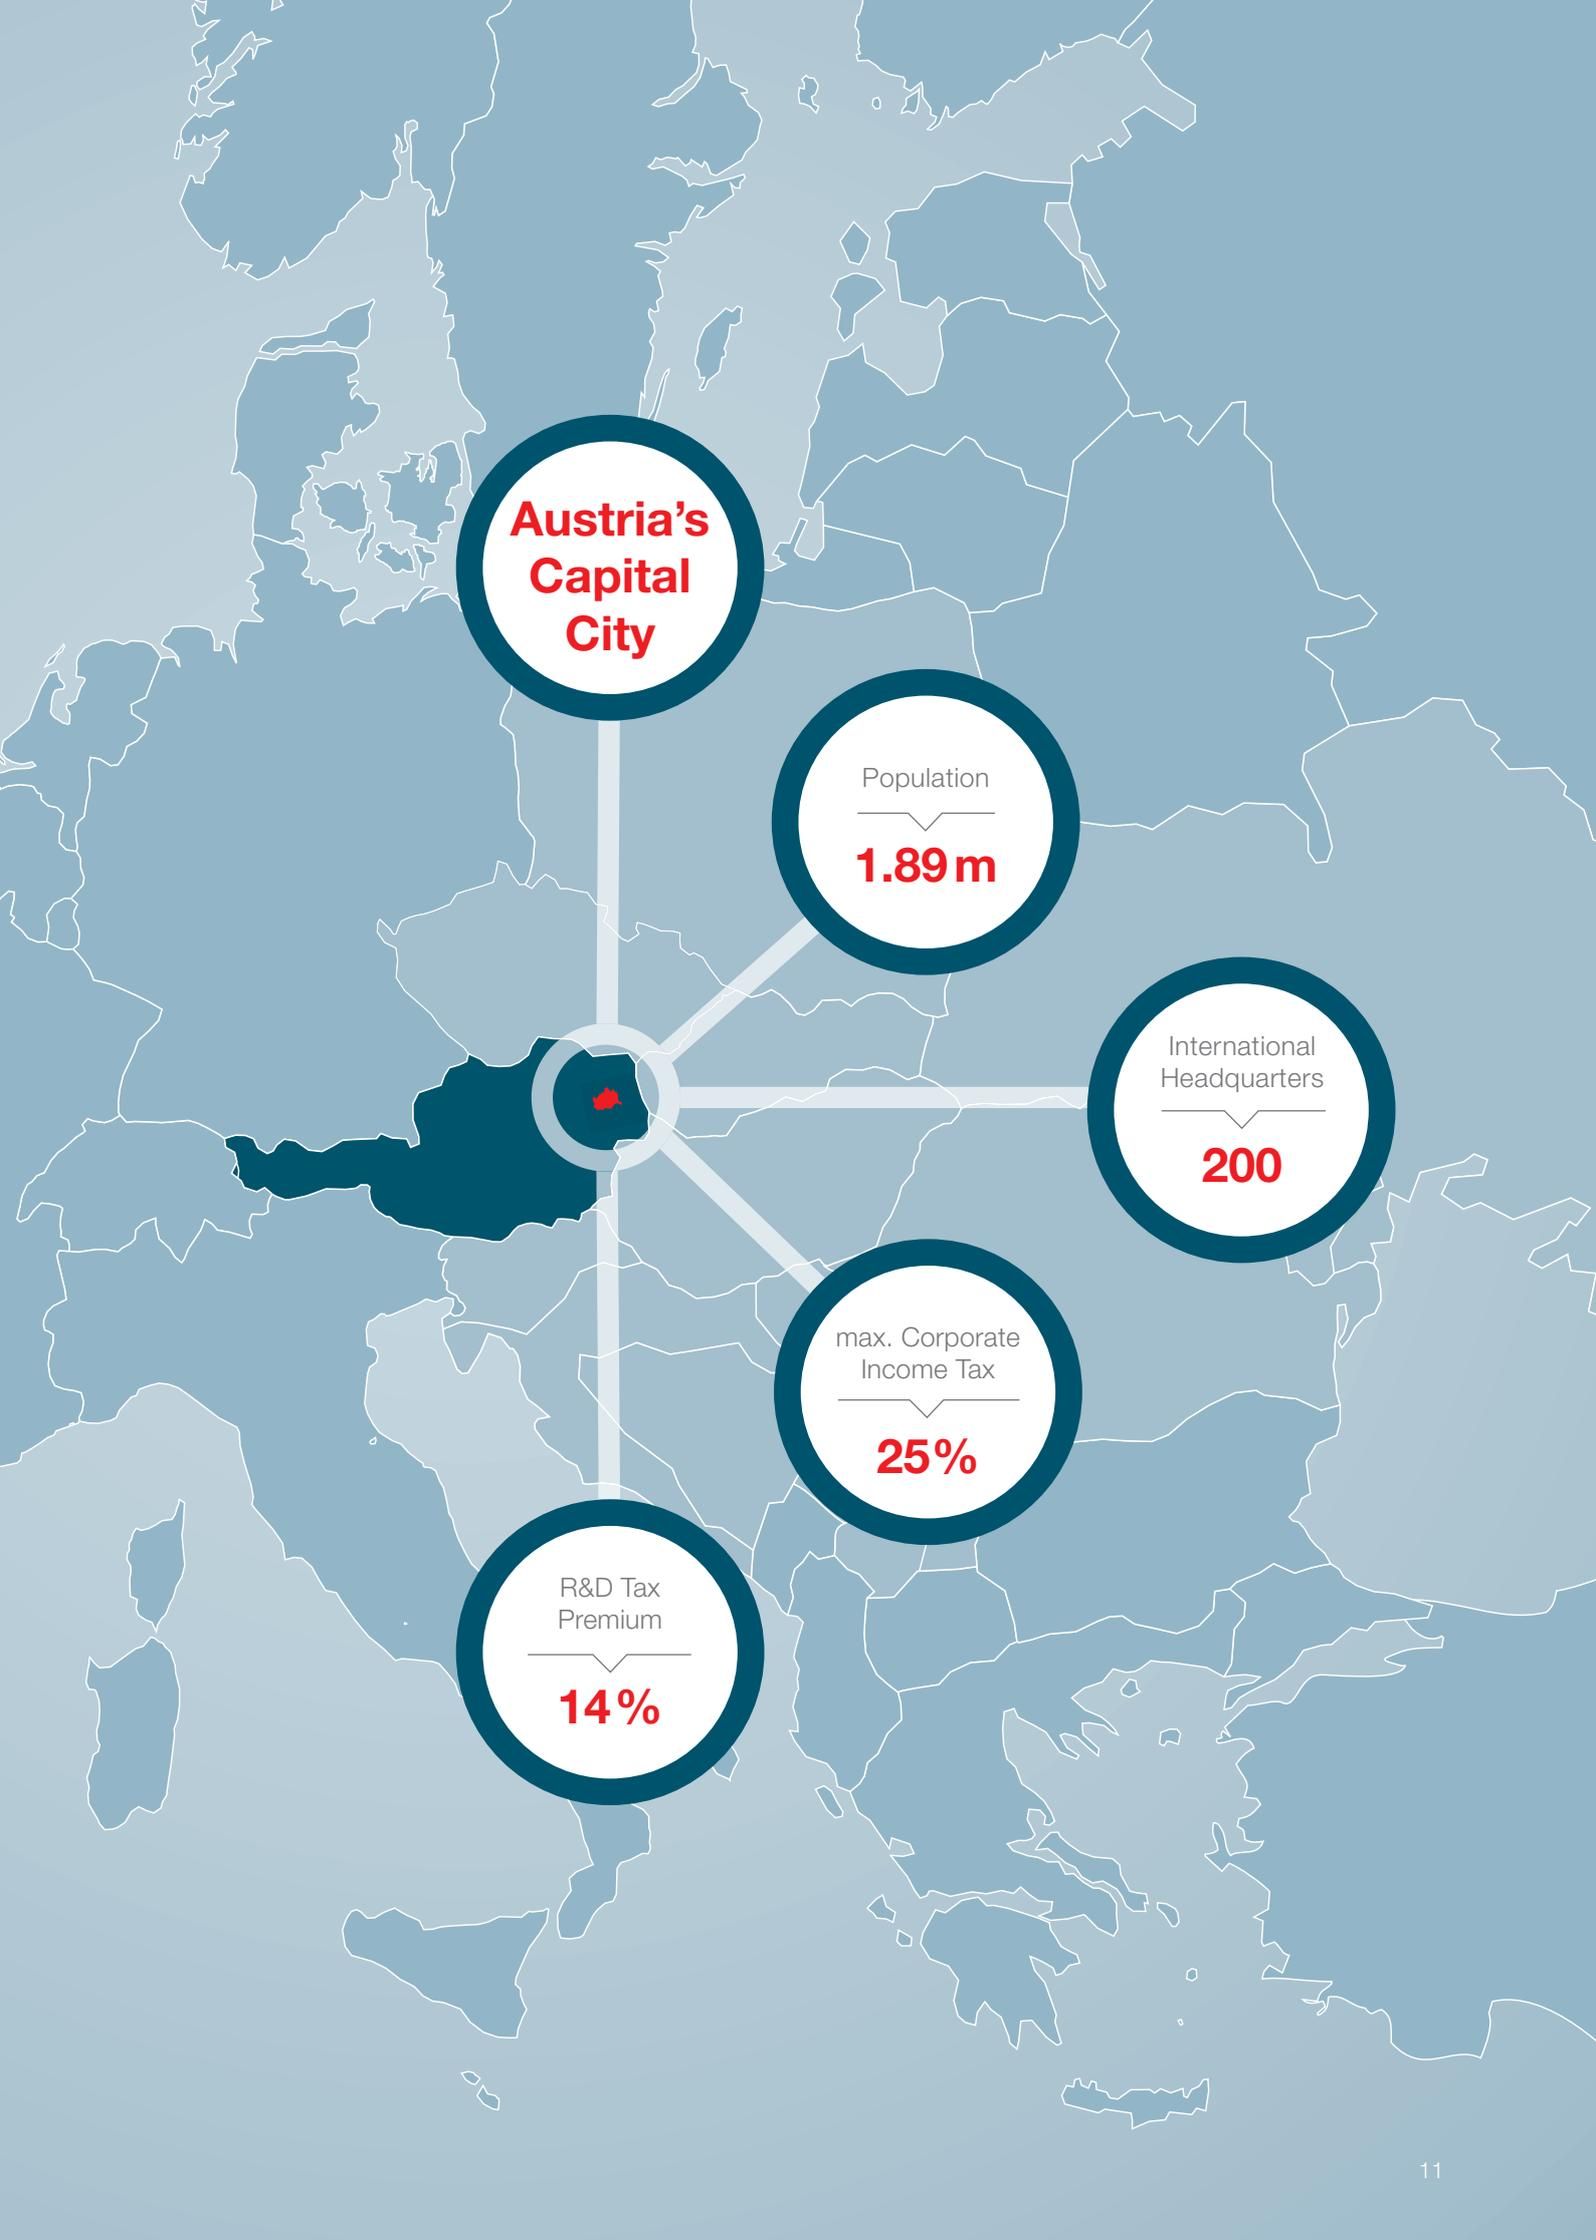 Austria’s
Capital
City
Population
1.89 m
International
Headquarters
200
max. Corporate
Income Tax
25 %
R&D Tax
Premium
14 %
11